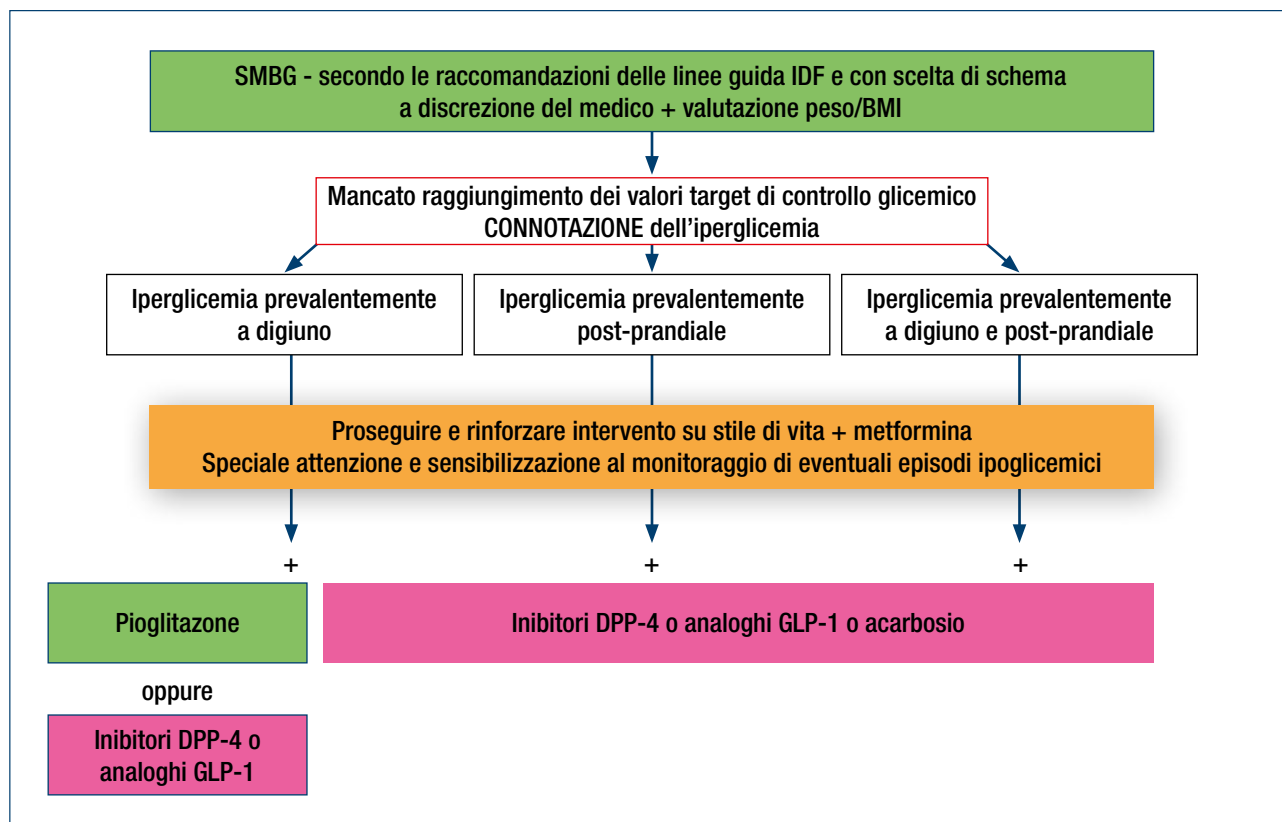 SMBG - secondo le raccomandazioni delle linee guida IDF e con scelta di schema
a discrezione del medico + valutazione peso/BMI
Mancato raggiungimento dei valori target di controllo glicemico
CONNOTAZIONE dell’iperglicemia
Iperglicemia prevalentemente
a digiuno
Iperglicemia prevalentemente
post-prandiale
Iperglicemia prevalentemente
a digiuno e post-prandiale
Proseguire e rinforzare intervento su stile di vita + metformina
Speciale attenzione e sensibilizzazione al monitoraggio di eventuali episodi ipoglicemici
+
+
+
Pioglitazone
Inibitori DPP-4 o analoghi GLP-1 o acarbosio
oppure
Inibitori DPP-4 o
analoghi GLP-1